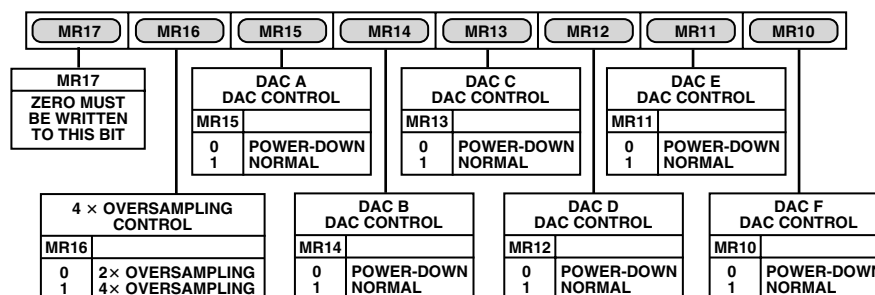 MR17 MR16 MR15 MR14 MR13 MR12 MR11 MR10
MR17
ZERO MUST
BE WRITTEN
TO THIS BIT
DAC A
DAC CONTROL
MR15
0 POWER-DOWN
1 NORMAL
DAC C
DAC CONTROL
MR13
0 POWER-DOWN
1 NORMAL
DAC E
DAC CONTROL
MR11
0 POWER-DOWN
1 NORMAL
4 × OVERSAMPLING
CONTROL
MR16
0 2× OVERSAMPLING
1 4× OVERSAMPLING
DAC B
DAC CONTROL
MR14
0 POWER-DOWN
1 NORMAL
DAC D
DAC CONTROL
MR12
0 POWER-DOWN
1 NORMAL
DAC F
DAC CONTROL
MR10
0 POWER-DOWN
1 NORMAL